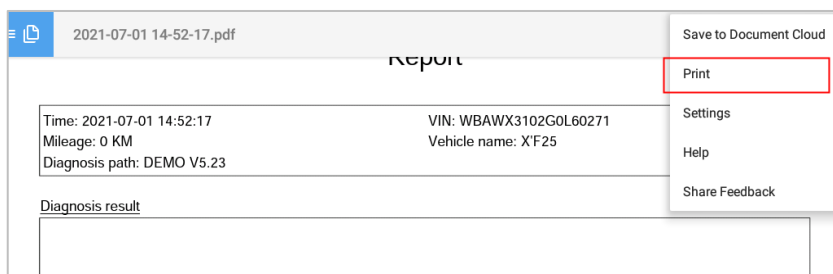 2021-07-01 14-52-17.pdf
Save to Document Cloud
Print
Settings
Help
Share Feedback
Report
Time: 2021-07-01 14:52:17
VIN: WBAWX3102G0L60271
Mileage: 0 KM
Vehicle name: X'F25
Diagnosis path: DEMO V5.23
Diagnosis result